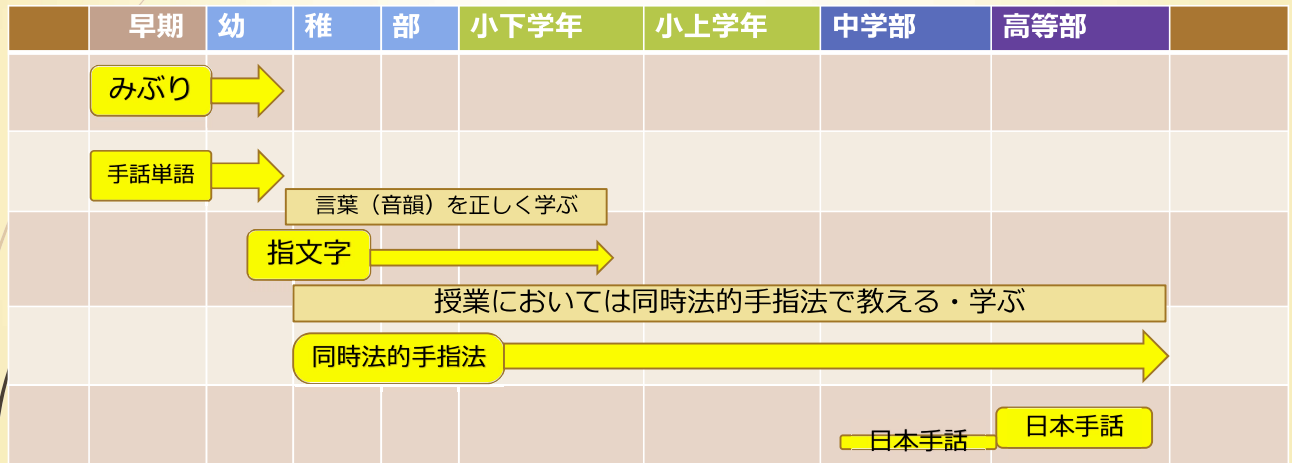 早期 幼 稚 部 小下学年 小上学年 中学部 高等部
みぶり
手話単語
言葉（音韻）を正しく学ぶ
指文字
授業においては同時法的手指法で教える・学ぶ
同時法的手指法
日本手話 日本手話